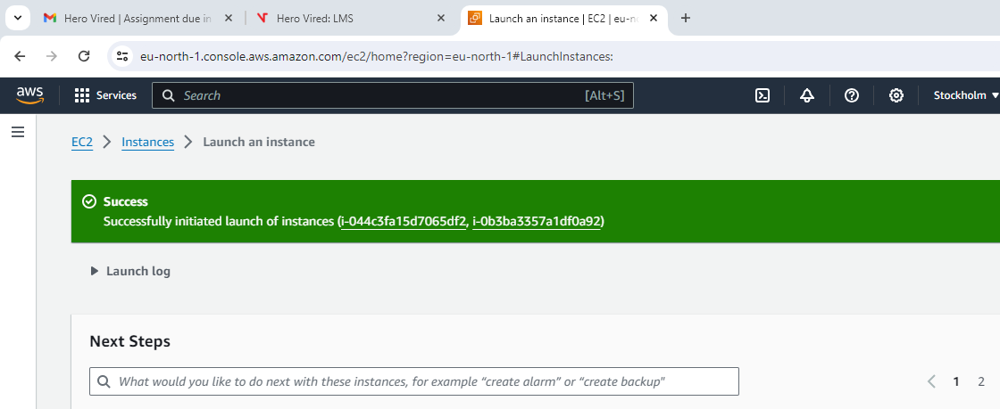 Hero Vired | Assignment due in
Hero Vired: LMS
Launch an instance | EC2 | eu-no
eu-north-1.console.aws.amazon.com/ec2/home?region=eu-north-1#LaunchInstances:
aws
Services
Search
[Alt+S]
Stockholm
EC2
Instances
Launch an instance
Success
Successfully initiated launch of instances (i-044c3fa15d7065df2, i-0b3ba3357a1df0a92)
Launch log
Next Steps
What would you like to do next with these instances, for example “create alarm” or “create backup”
1
2